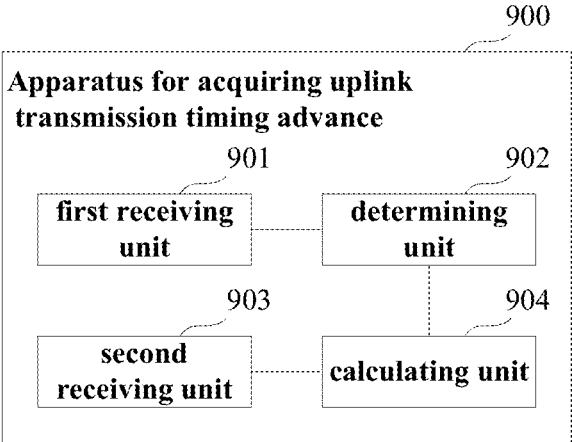 900
Apparatus for acquiring uplink
transmission timing advance
901
902
first receiving
unit
determining
unit
903
904
second
receiving unit
calculating unit